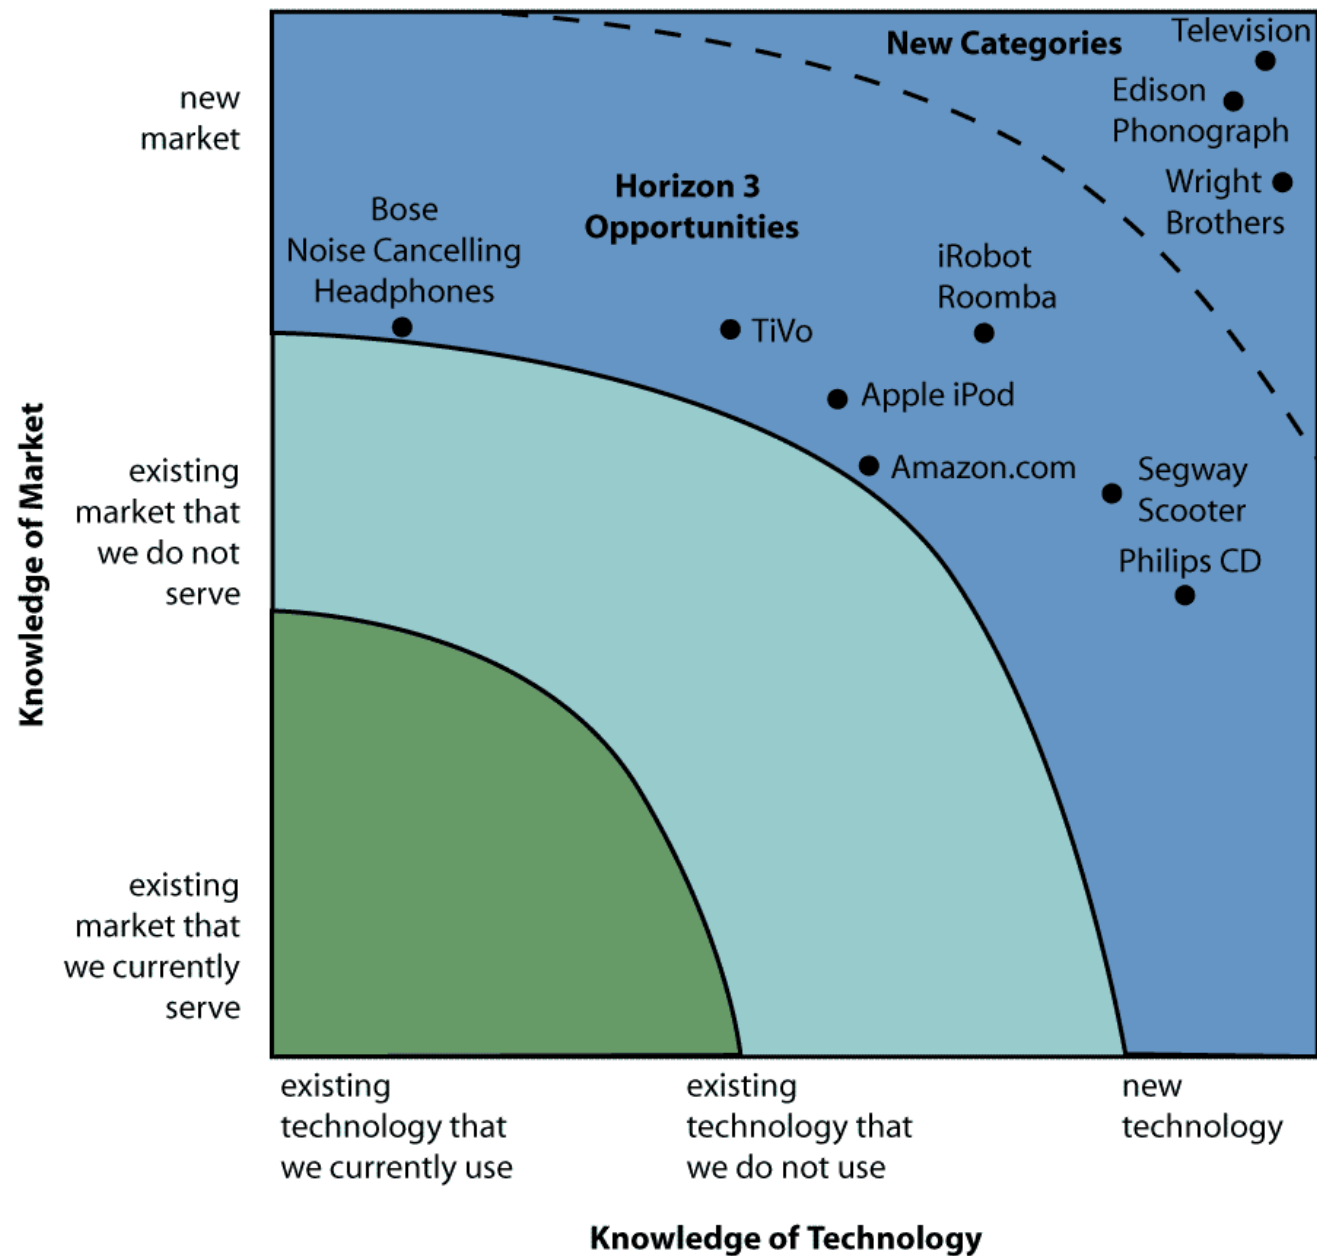 New Categories
Television
Edison
Phonograph
Wright
Brothers
new
market
Horizon 3
Opportunities
Bose
Noise Cancelling
Headphones
iRobot
Roomba
TiVo
Apple iPod
Amazon.com
Segway
Scooter
Philips CD
Knowledge of Market
existing
market that
we do not
serve
existing
market that
we currently
serve
existing
technology that
we currently use
existing
technology that
we do not use
new
technology
Knowledge of Technology